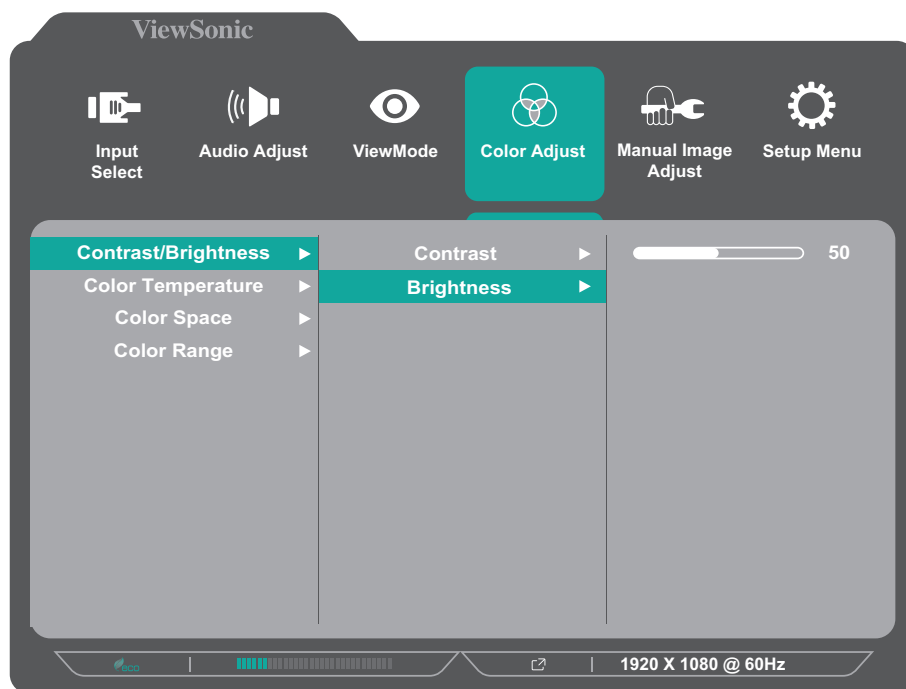 ViewSonic
Input
Select
Audio Adjust
ViewMode
Color Adjust
Manual Image
Adjust
Setup Menu
Contrast/Brightness
Color Temperature
Color Space
Color Range
Contrast
Brightness
50
eco
1920 X 1080 @ 60Hz